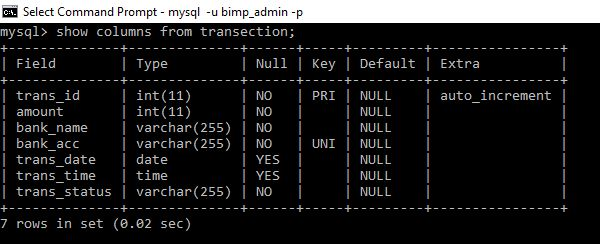 Select Command Prompt - mysql  -u bimp_admin -p
mysql> show columns from transection;
+--------------+--------------+------+-----+---------+----------------+
| Field        | Type         | Null | Key | Default | Extra          |
+--------------+--------------+------+-----+---------+----------------+
| trans_id     | int(11)      | NO   | PRI | NULL    | auto_increment |
| amount       | int(11)      | NO   |     | NULL    |                |
| bank_name    | varchar(255) | NO   |     | NULL    |                |
| bank_acc     | varchar(255) | NO   | UNI | NULL    |                |
| trans_date   | date         | YES  |     | NULL    |                |
| trans_time   | time         | YES  |     | NULL    |                |
| trans_status | varchar(255) | NO   |     | NULL    |                |
+--------------+--------------+------+-----+---------+----------------+
7 rows in set (0.02 sec)